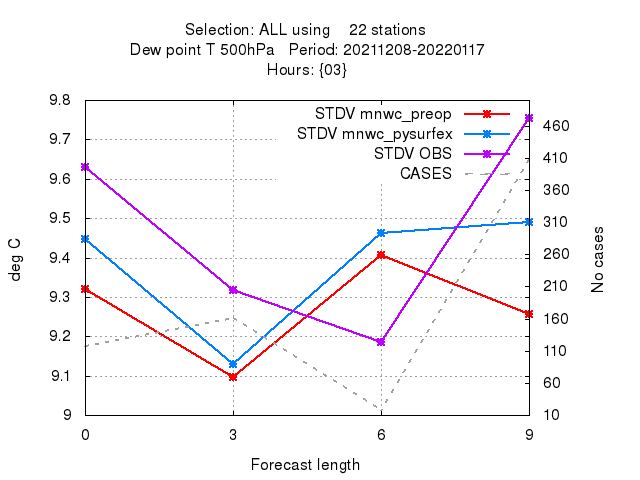 Selection: ALL using 22 stations
Dew point T 500hPa Period: 20211208-20220117
Hours: {03}
STDV mnwc_preop
STDV mnwc_pysurfex
STDV OBS
CASES
9.8
9.7
9.6
9.5
9.4
9.3
9.2
9.1
9
460
410
360
310
260
210
160
110
60
10
deg C
No cases
0 3 6 9
Forecast length